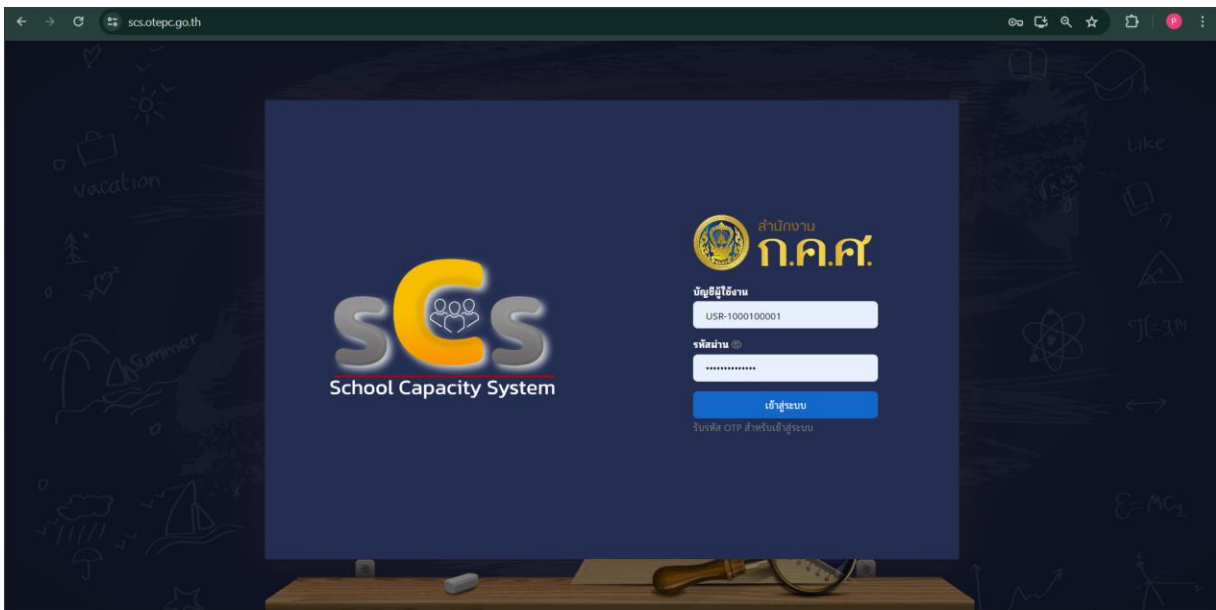 scs.otepc.go.th
P
vacation
summer
Like
π=3,14
sCs
School Capacity System
สำนักงาน
ก.ค.ศ.
บัญชีผู้ใช้งาน
USR-1000100001
รหัสผ่าน
••••••••••••••
เข้าสู่ระบบ
รับรหัส OTP สำหรับเข้าสู่ระบบ
?
Ɛ=MC2